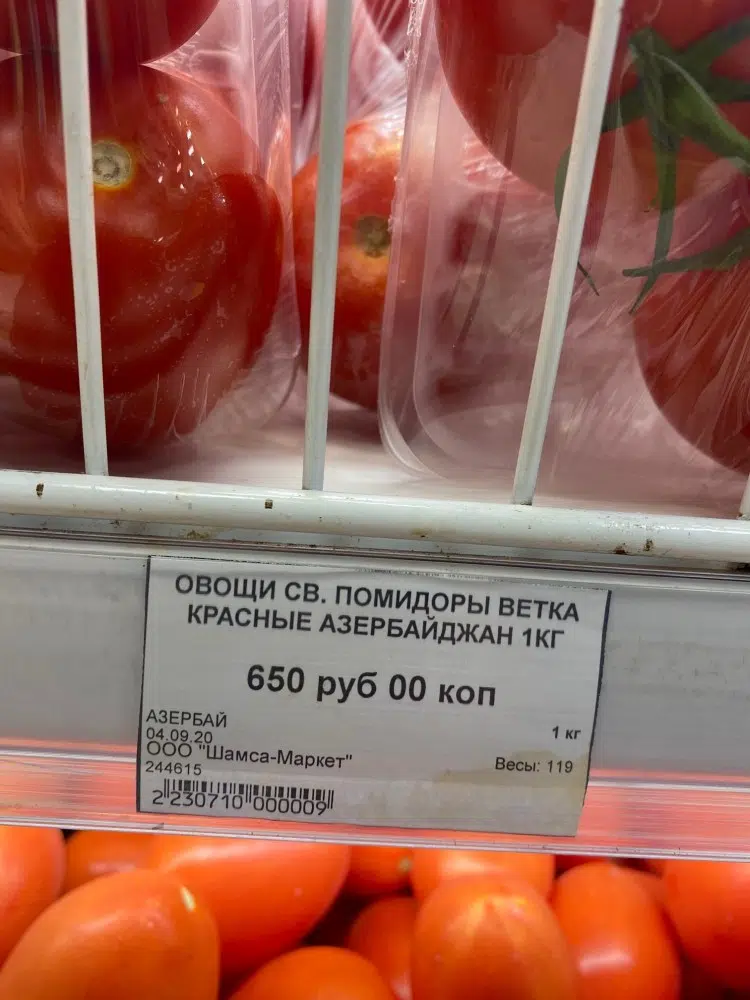 ОВОЩИ СВ. ПОМИДОРЫ ВЕТКА
КРАСНЫЕ АЗЕРБАЙДЖАН 1КГ
650 руб 00 коп
АЗЕРБАЙ
04.09.20
1 кг
ООО "Шамса-Маркет"
Весы: 119
244615
2 230710 000009